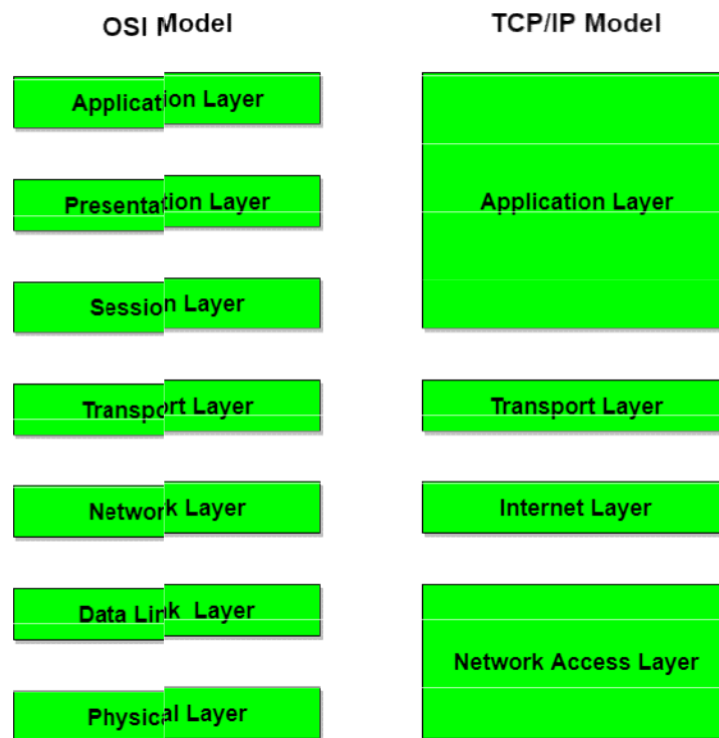 OSI Model
TCP/IP Model
Application Layer
Presentation Layer
Session Layer
Transport Layer
Network Layer
Data Link Layer
Physical Layer
Application Layer
Transport Layer
Internet Layer
Network Access Layer